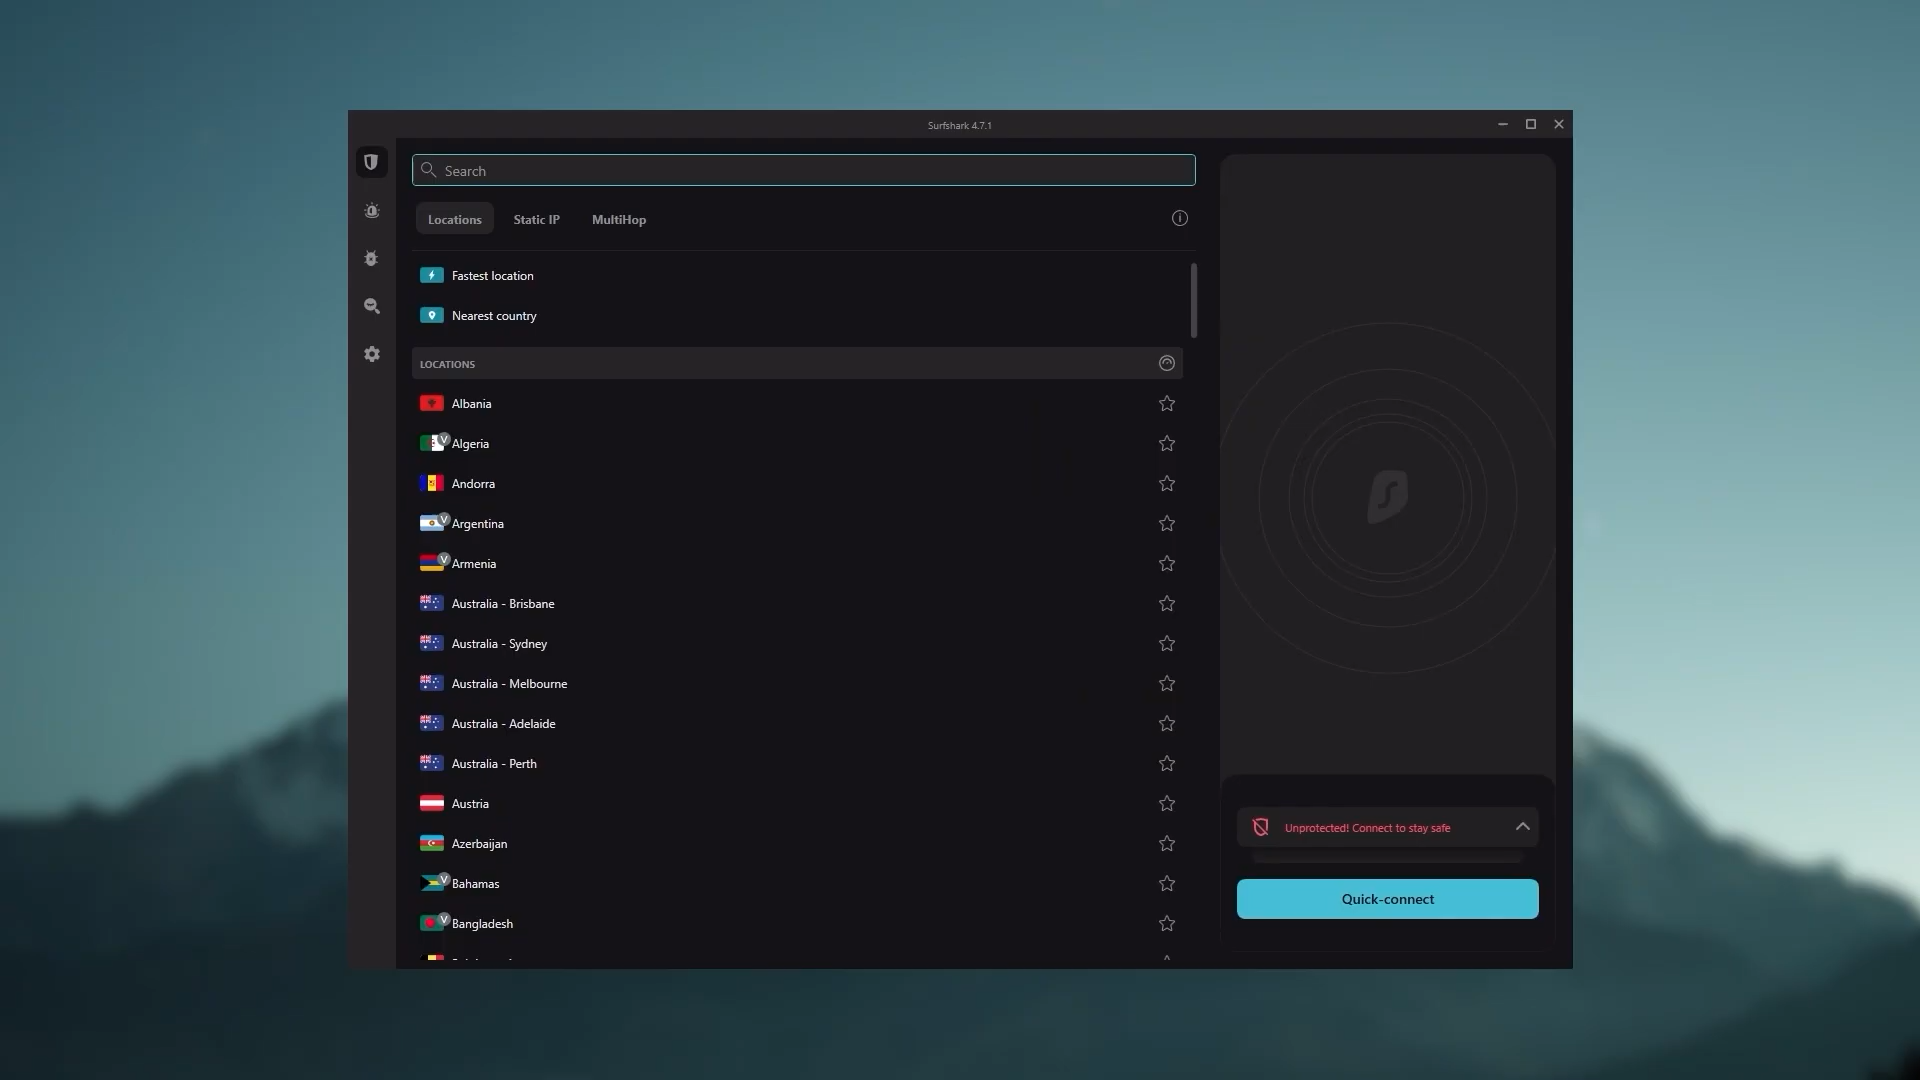 Surfshark 4.7.1
Search
Locations Static IP MultiHop
Fastest location
Nearest country
LOCATIONS
Albania
V Algeria
Andorra
V Argentina
V Armenia
Australia - Brisbane
Australia - Sydney
Australia - Melbourne
Australia - Adelaide
Australia - Perth
Austria
Azerbaijan
V Bahamas
V Bangladesh
Unprotected! Connect to stay safe
Quick-connect